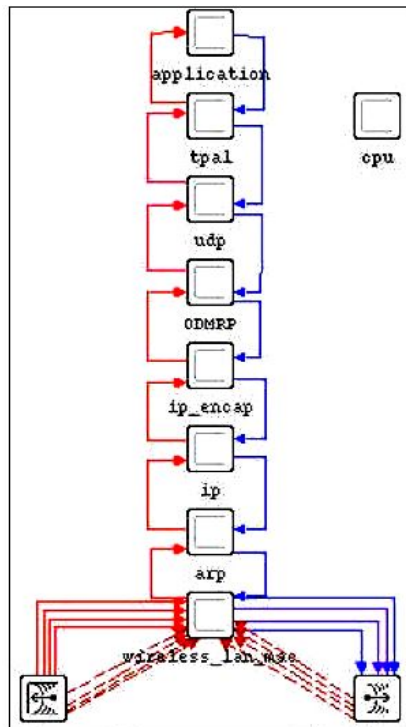 application
tpal
cpu
udp
ODMRP
ip_encap
ip
arp
wireless_lan_mac